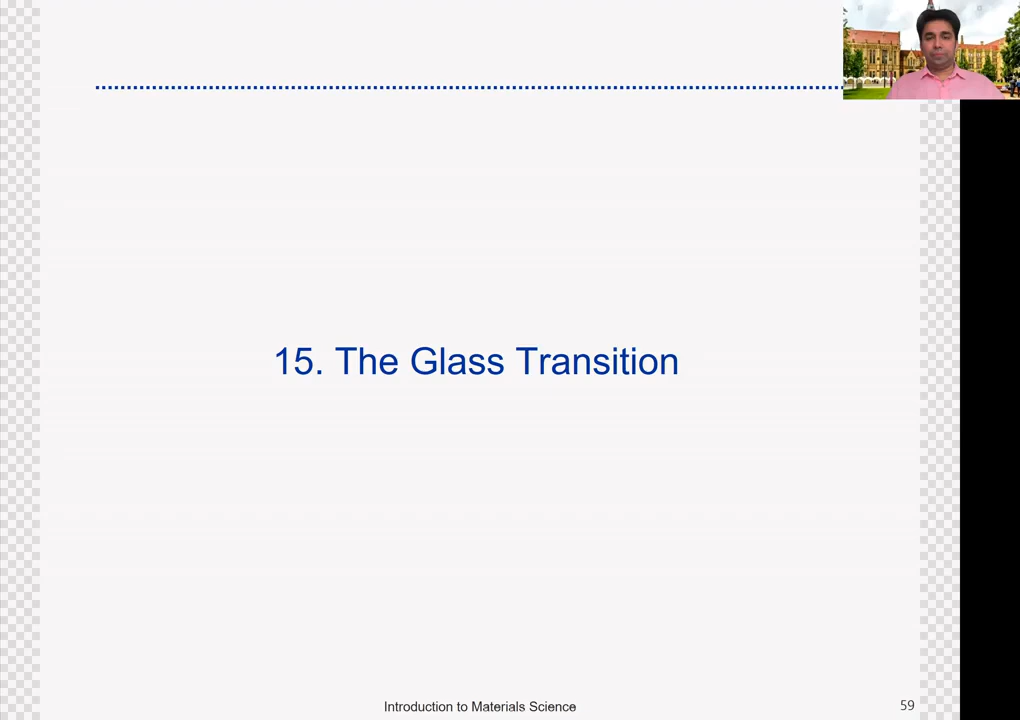 15. The Glass Transition
Introduction to Materials Science
59